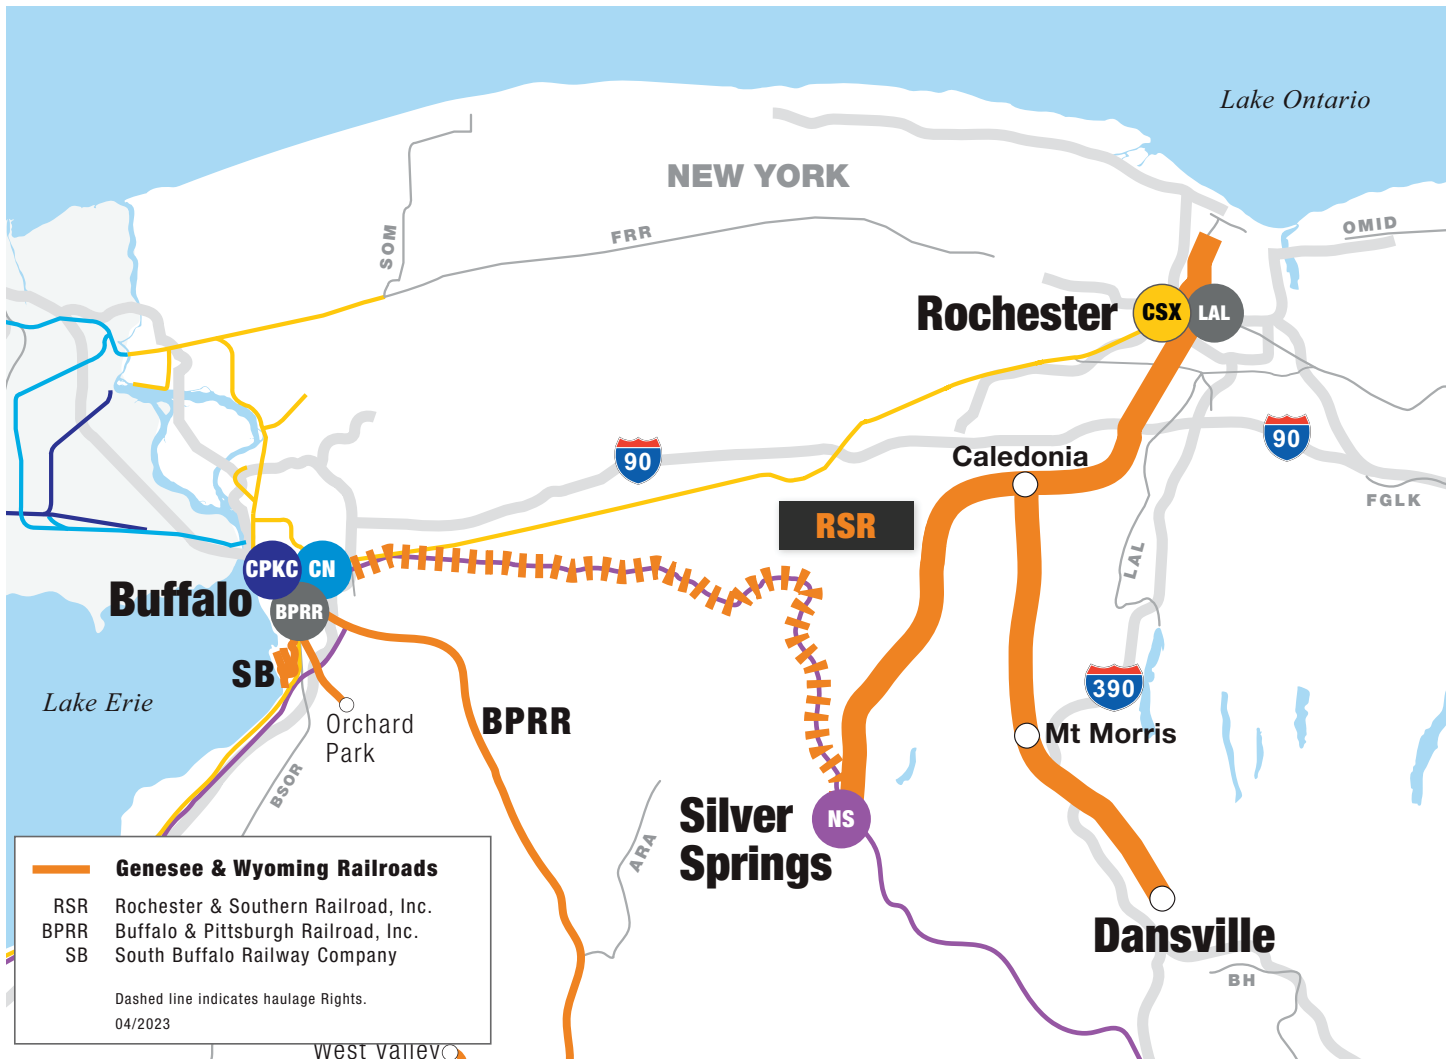 Lake Ontario
NEW YORK
OMID
FRR
SOM
Rochester
CSX
LAL
90
Caledonia
90
FGLK
RSR
LAL
CPKC
CN
Buffalo
BPRR
SB
390
Lake Erie
Orchard
Park
BPRR
Mt Morris
BSOR
Silver
Springs
NS
ARA
Dansville
BH
Genesee & Wyoming Railroads
RSR Rochester & Southern Railroad, Inc.
BPRR Buffalo & Pittsburgh Railroad, Inc.
SB South Buffalo Railway Company
Dashed line indicates haulage Rights.
04/2023
West Valley